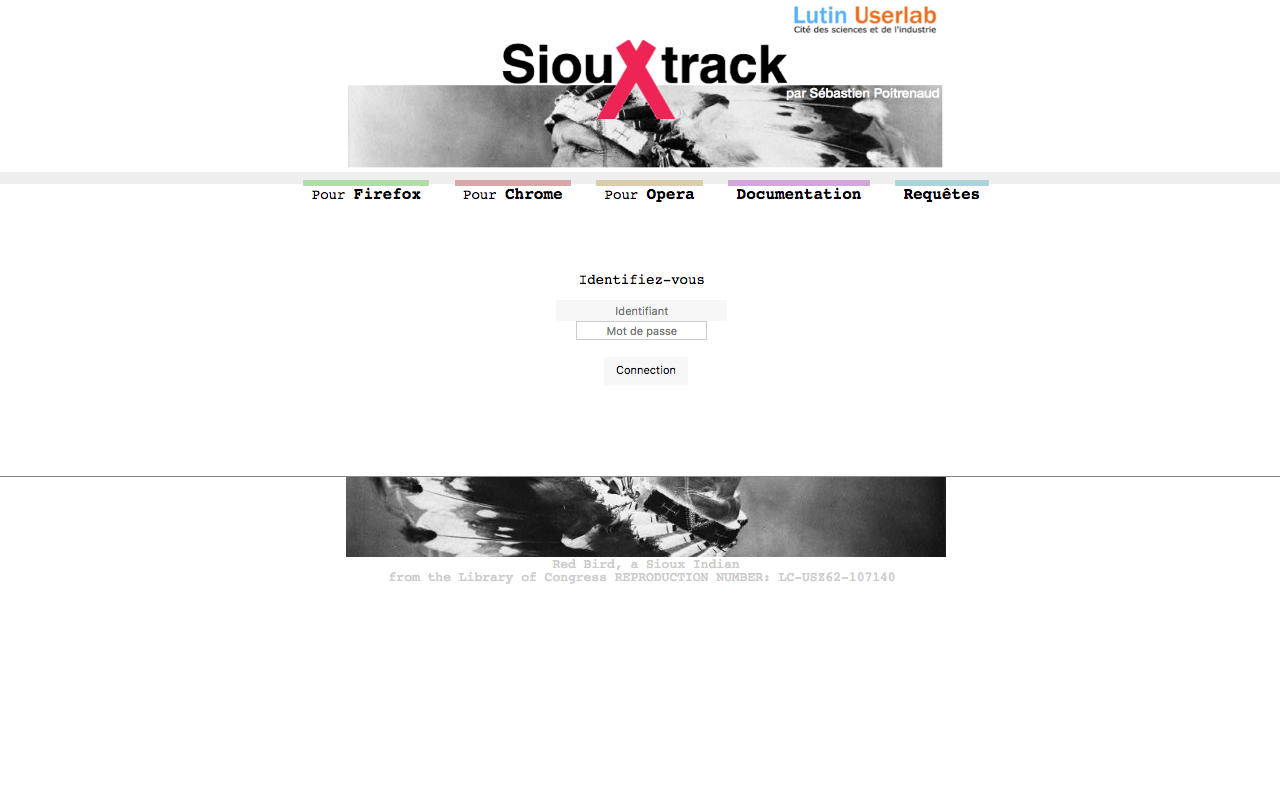 Lutin Userlab
Cité des sciences et de l'industrie
SiouXtrack
par Sébastien Poitrenaud
Pour Firefox
Pour Chrome
Pour Opera
Documentation
Requêtes
Identifiez-vous
Identifiant
Mot de passe
Connection
Red Bird, a Sioux Indian
from the Library of Congress REPRODUCTION NUMBER: LC-USZ62-107140